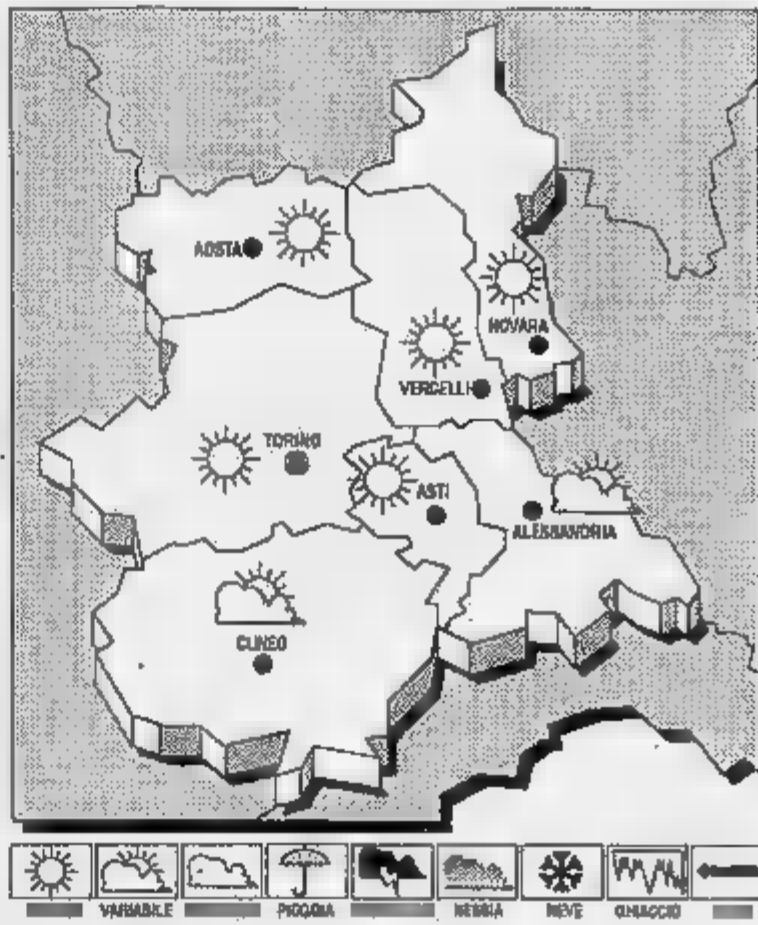 AOSTA
NOVARA
VERCELLI
TORINO
ASTI
ALESSANDRIA
CUNEO
VARIABILE
PIOGGIA
NEBBIA
NEVE
GHIACCIO